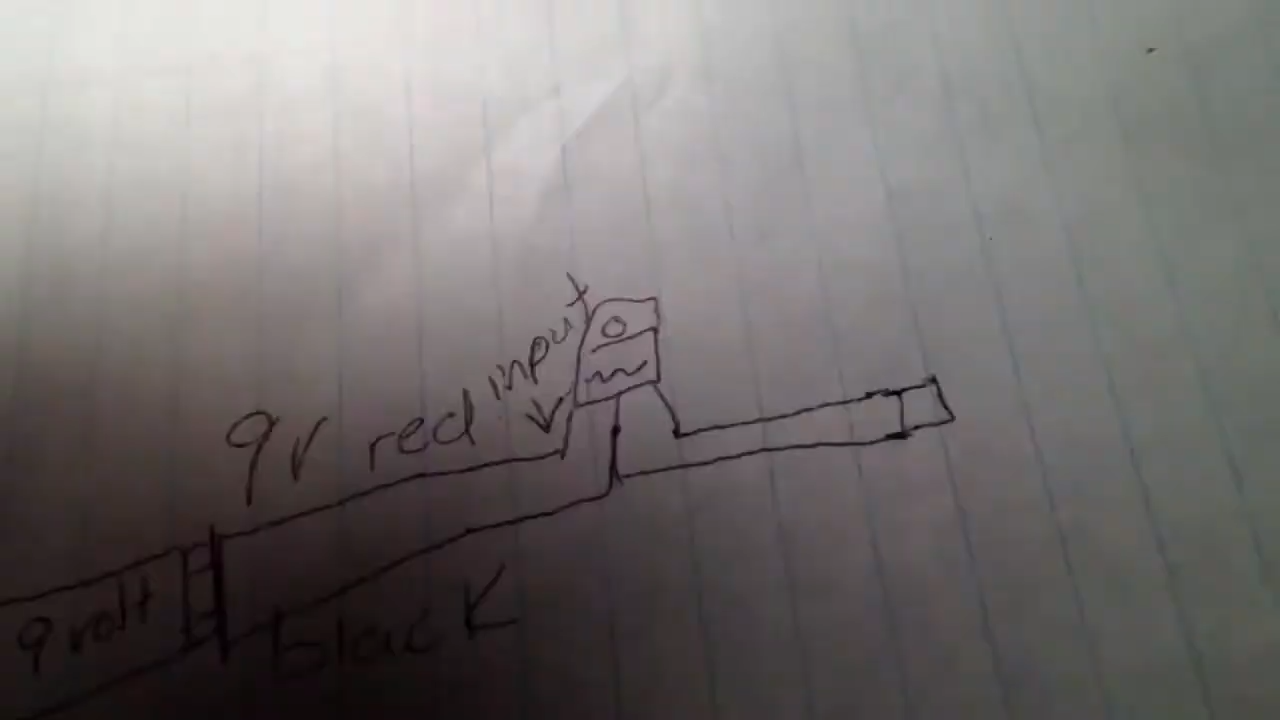 9v red input
9 volt
black